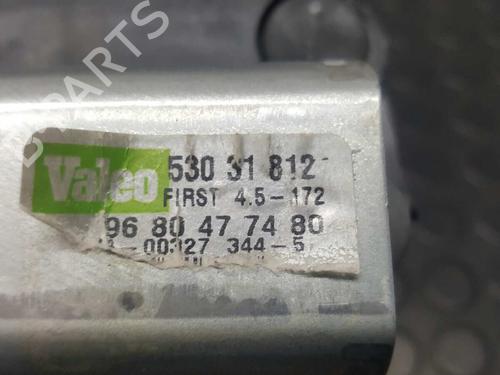 B PARTS
Valeo
530 31 812
FIRST 4.5-172
96 80 47 74 80
00327 344-5